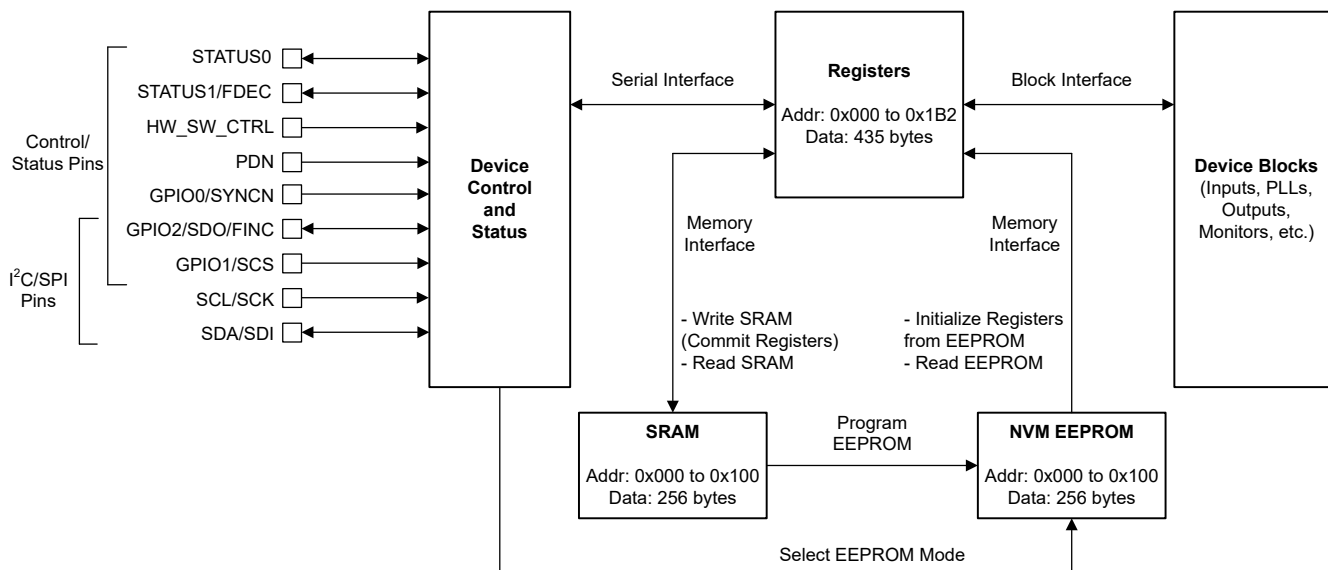 STATUS0
STATUS1/FDEC
HW_SW_CTRL
PDN
GPIO0/SYNCN
GPIO2/SDO/FINC
GPIO1/SCS
SCL/SCK
SDA/SDI
Control/
Status Pins
I²C/SPI
Pins
Device
Control
and
Status
Serial Interface
Registers
Addr: 0x000 to 0x1B2
Data: 435 bytes
Block Interface
Device Blocks
(Inputs, PLLs,
Outputs,
Monitors, etc.)
Memory
Interface
Memory
Interface
- Write SRAM
(Commit Registers)
- Read SRAM
- Initialize Registers
from EEPROM
- Read EEPROM
SRAM
Addr: 0x000 to 0x100
Data: 256 bytes
Program
EEPROM
NVM EEPROM
Addr: 0x000 to 0x100
Data: 256 bytes
Select EEPROM Mode